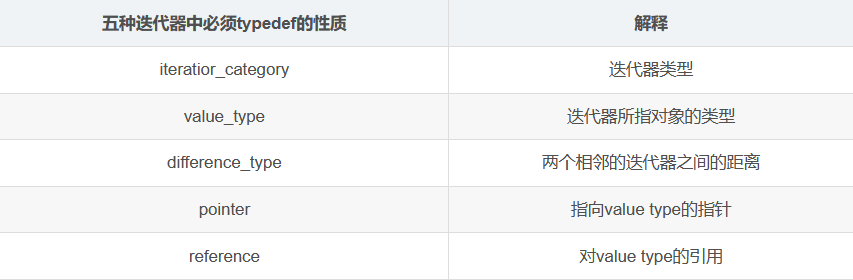 五种迭代器中必须typedef的性质 解释
iteratior_category 迭代器类型
value_type 迭代器所指对象的类型
difference_type 两个相邻的迭代器之间的距离
pointer 指向value type的指针
reference 对value type的引用